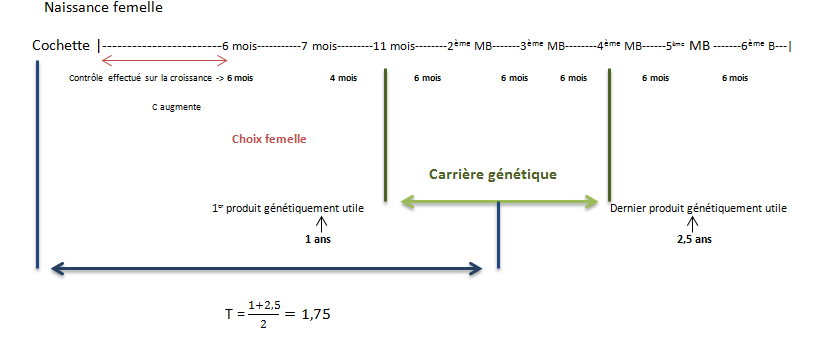 Naissance femelle
Cochette |------------------------6 mois-----------7 mois---------11 mois--------2ème MB-------3ème MB--------4ème MB------5ème MB -------6ème B---|
Contrôle effectué sur la croissance -> 6 mois 4 mois 6 mois 6 mois 6 mois 6 mois 6 mois
C augmente
Choix femelle
Carrière génétique
1er produit génétiquement utile Dernier produit génétiquement utile
1 ans 2,5 ans
T = (1+2,5)/2 = 1,75